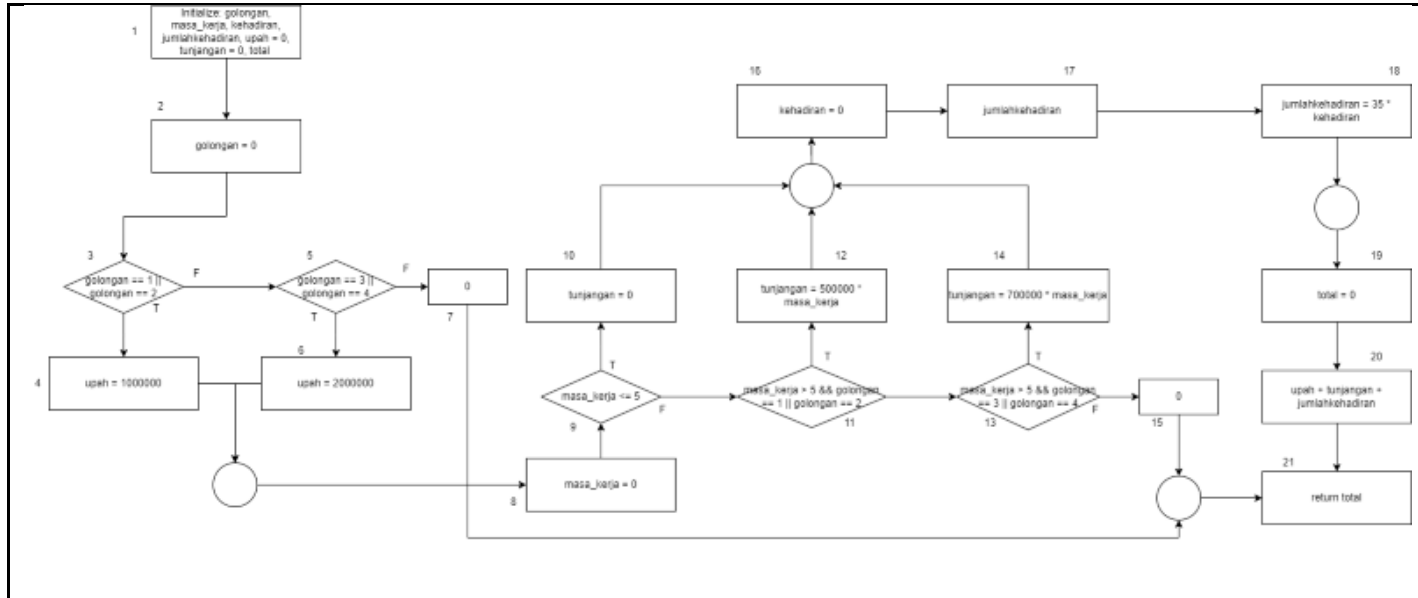 1
Initialize: golongan,
masa_kerja, kehadiran,
jumlahkehadiran, upah = 0,
tunjangan = 0, total
2
golongan = 0
3
golongan == 1 ||
golongan == 2
F
T
5
golongan == 3 ||
golongan == 4
F
T
0
7
4
upah = 1000000
6
upah = 2000000
8
masa_kerja = 0
9
masa_kerja <= 5
T
F
10
tunjangan = 0
11
masa_kerja > 5 && golongan
== 1 || golongan == 2
T
12
tunjangan = 500000 *
masa_kerja
13
masa_kerja > 5 && golongan
== 3 || golongan == 4
T
F
14
tunjangan = 700000 * masa_kerja
0
15
16
kehadiran = 0
17
jumlahkehadiran
18
jumlahkehadiran = 35 *
kehadiran
19
total = 0
20
upah + tunjangan +
jumlahkehadiran
21
return total